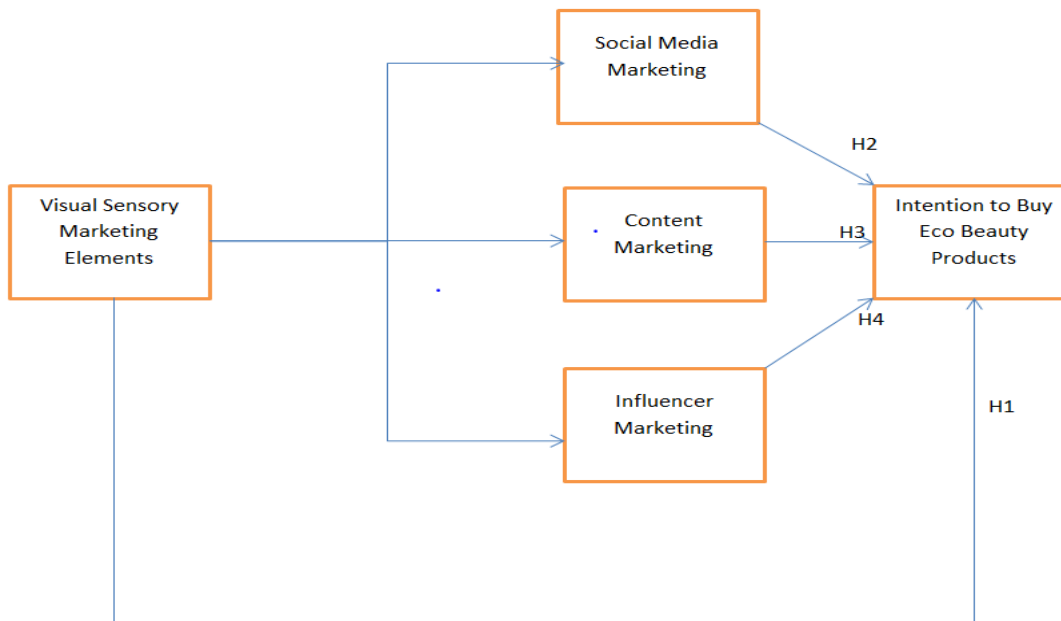 Social Media
Marketing
H2
Visual Sensory
Marketing
Elements
Content
Marketing
H3
Intention to Buy
Eco Beauty
Products
H4
Influencer
Marketing
H1